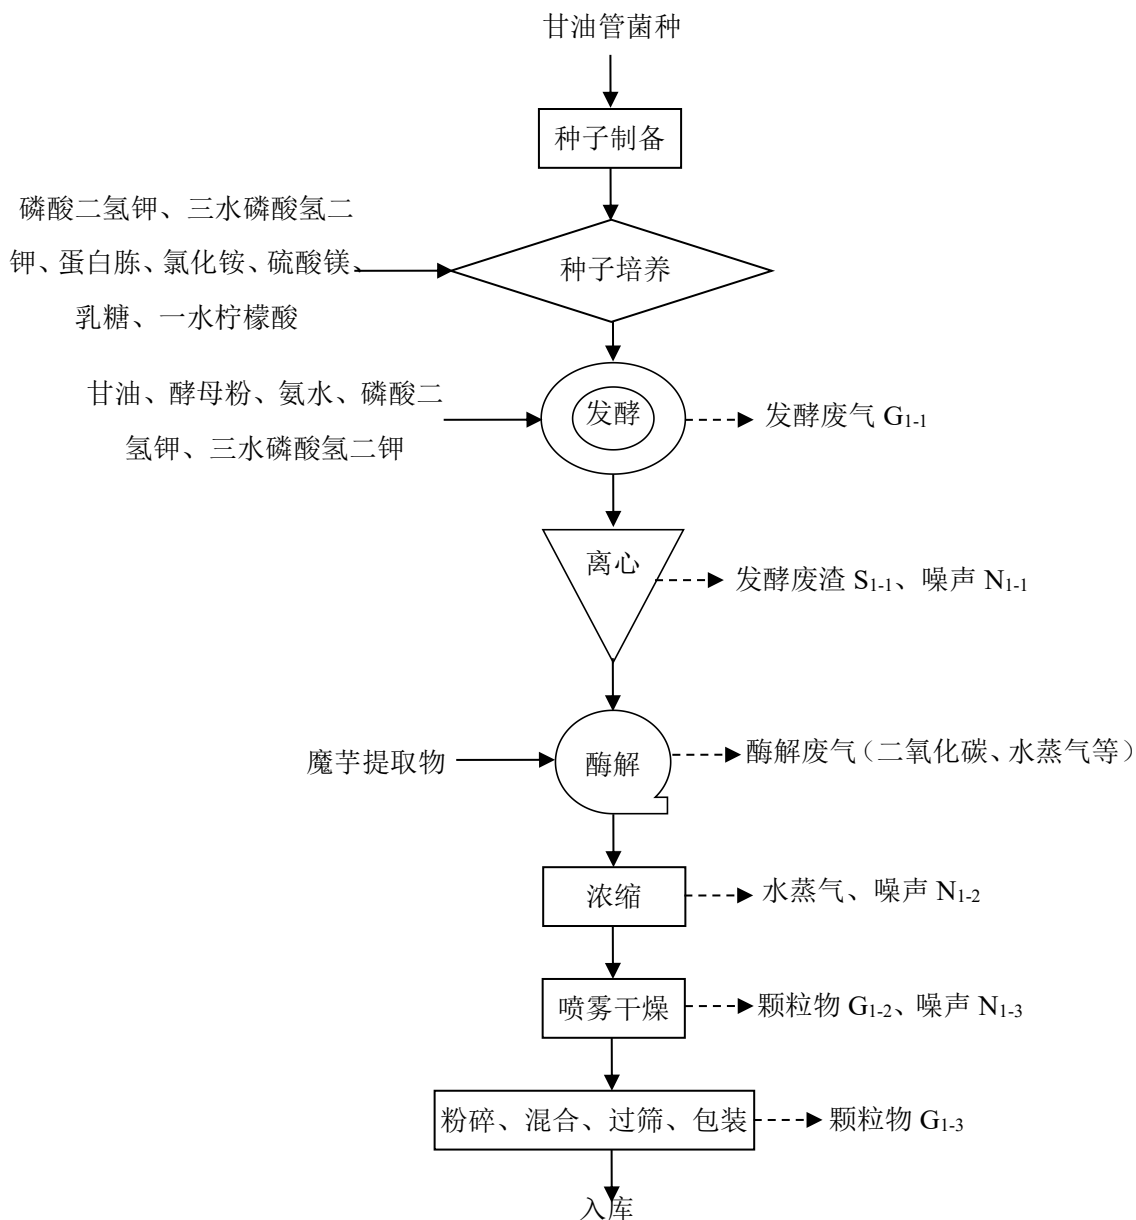 甘油管菌种
种子制备
磷酸二氢钾、三水磷酸氢二
钾、蛋白胨、氯化铵、硫酸镁、
乳糖、一水柠檬酸
种子培养
甘油、酵母粉、氨水、磷酸二
氢钾、三水磷酸氢二钾
发酵
发酵废气 G1-1
离心
发酵废渣 S1-1、噪声 N1-1
魔芋提取物
酶解
酶解废气（二氧化碳、水蒸气等）
浓缩
水蒸气、噪声 N1-2
喷雾干燥
颗粒物 G1-2、噪声 N1-3
粉碎、混合、过筛、包装
颗粒物 G1-3
入库